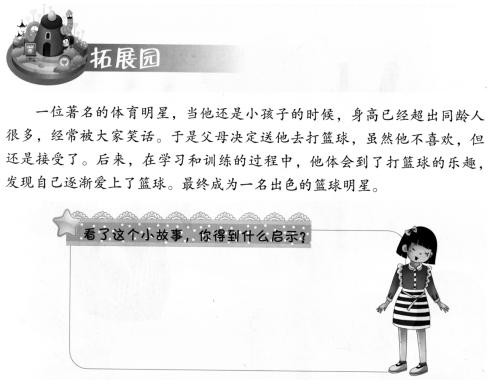 拓展园
一位著名的体育明星，当他还是小孩子的时候，身高已经超出同龄人
很多，经常被大家笑话。于是父母决定送他去打篮球，虽然他不喜欢，但
还是接受了。后来，在学习和训练的过程中，他体会到了打篮球的乐趣，
发现自己逐渐爱上了篮球。最终成为一名出色的篮球明星。
看了这个小故事，你得到什么启示？